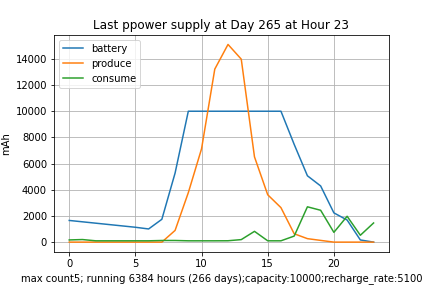 Last ppower supply at Day 265 at Hour 23
battery
produce
consume
mAh
14000
12000
10000
8000
6000
4000
2000
0
0 5 10 15 20
max count5; running 6384 hours (266 days);capacity:10000;recharge_rate:5100